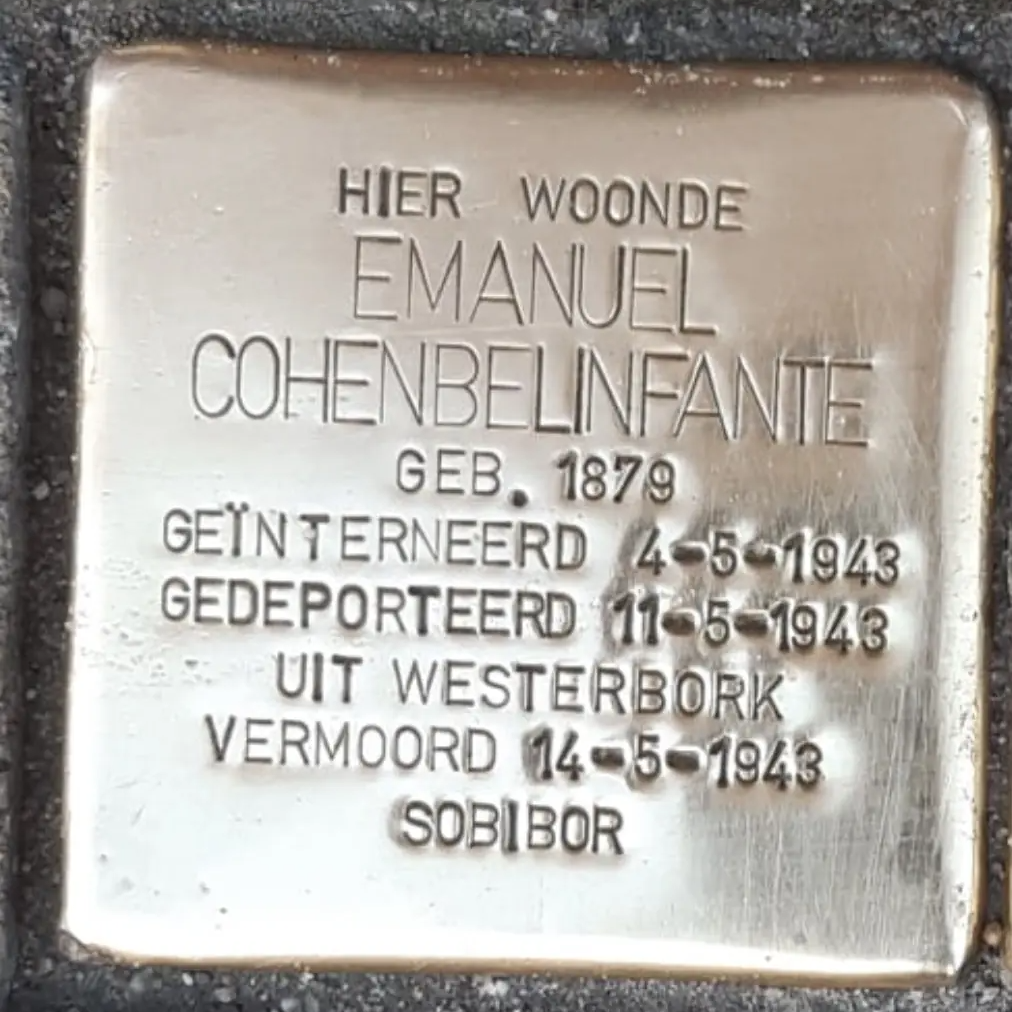 HIER WOONDE
EMANUEL
COHENBELINFANTE
GEB. 1879
GEÏNTERNEERD 4-5-1943
GEDEPORTEERD 11-5-1943
UIT WESTERBORK
VERMOORD 14-5-1943
SOBIBOR